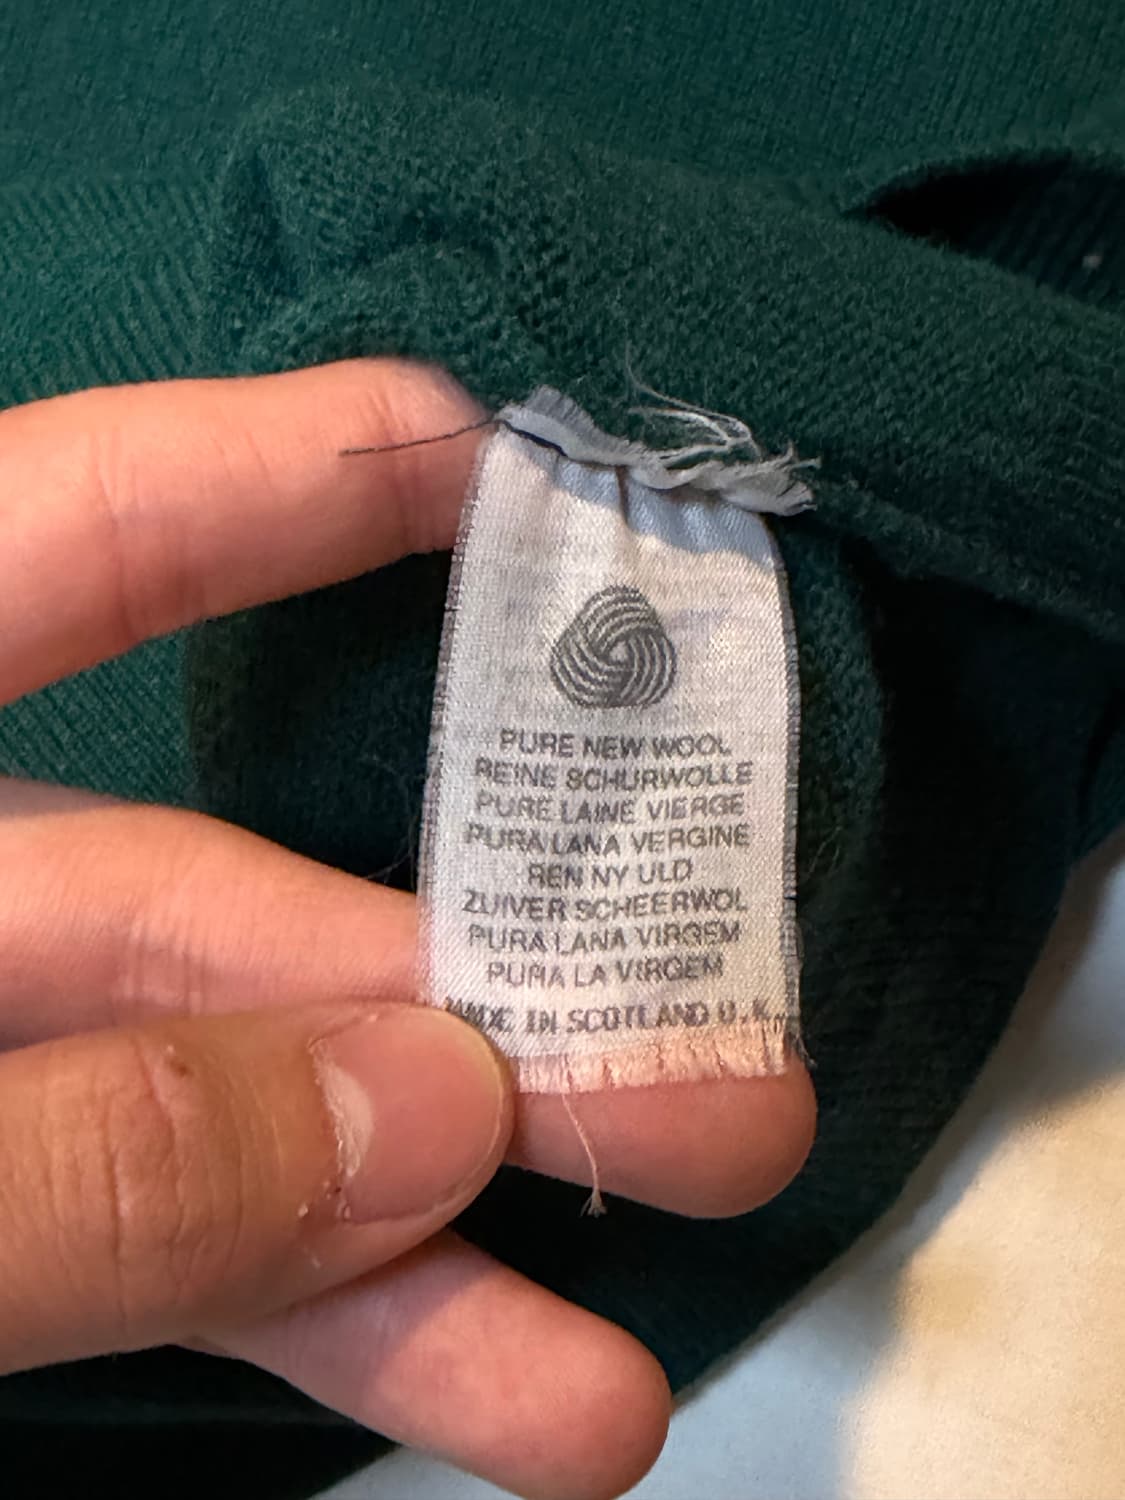 PURE NEW WOOL
REINE SCHURWOLLE
PURE LAINE VIERGE
PURA LANA VERGINE
REN NY ULD
ZUIVER SCHEERWOL
PURA LANA VIRGEM
PURA LA VIRGEM
MADE IN SCOTLAND U.K.